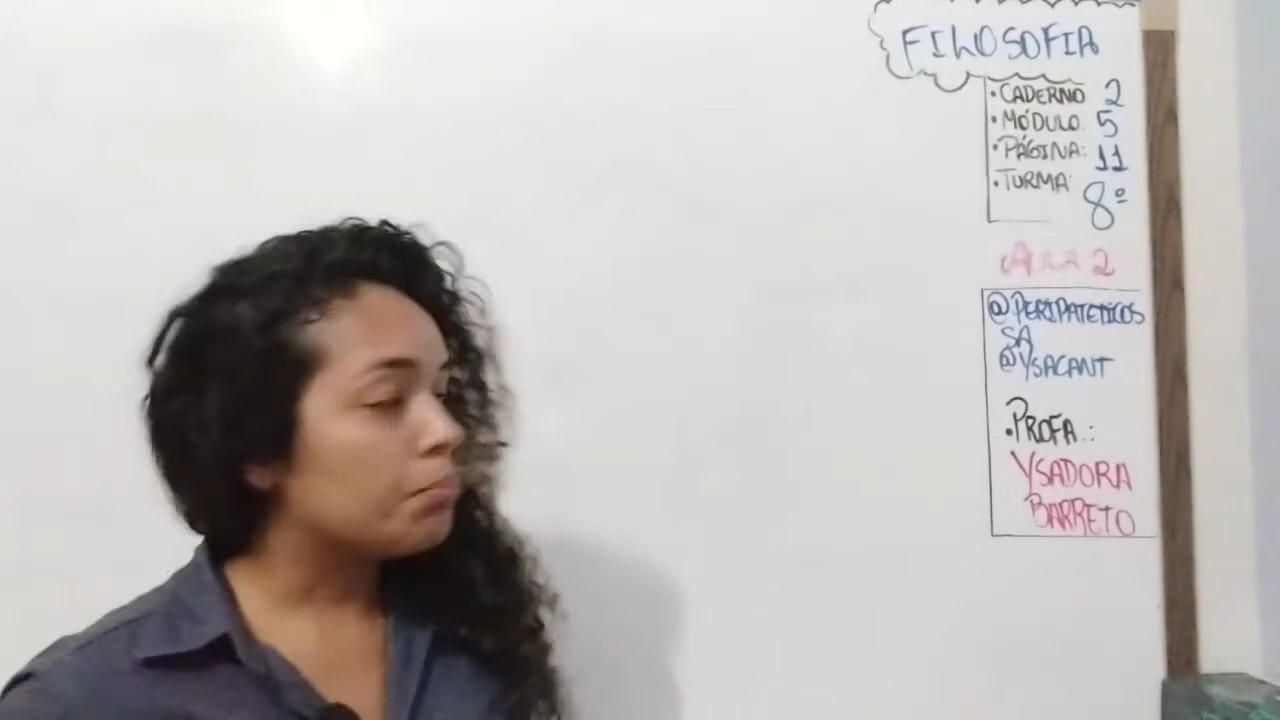 FILOSOFIA
• CADERNO 2
• MÓDULO: 5
• PÁGINA: 11
• TURMA: 8º
AULA 2
@PERIPATETICOS
SA
@YSACANT
• PROFA.:
YSADORA
BARRETO